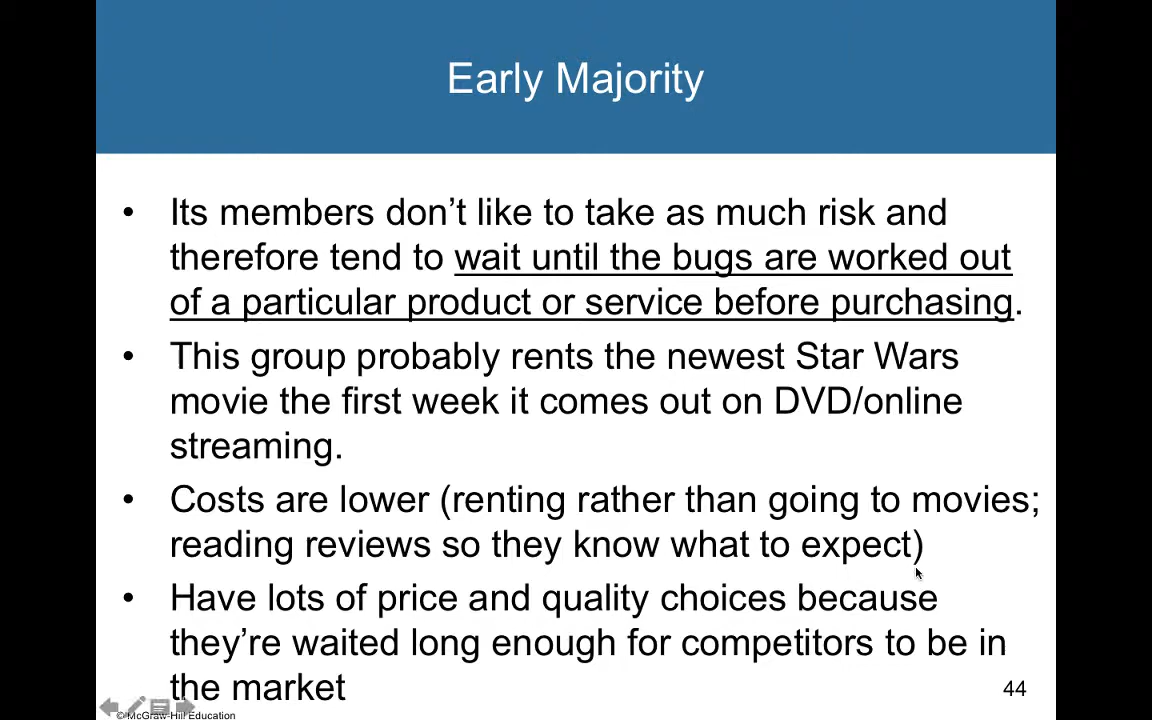 Early Majority
• Its members don’t like to take as much risk and
therefore tend to wait until the bugs are worked out
of a particular product or service before purchasing.
• This group probably rents the newest Star Wars
movie the first week it comes out on DVD/online
streaming.
• Costs are lower (renting rather than going to movies;
reading reviews so they know what to expect)
• Have lots of price and quality choices because
they’re waited long enough for competitors to be in
the market
44
© McGraw-Hill Education